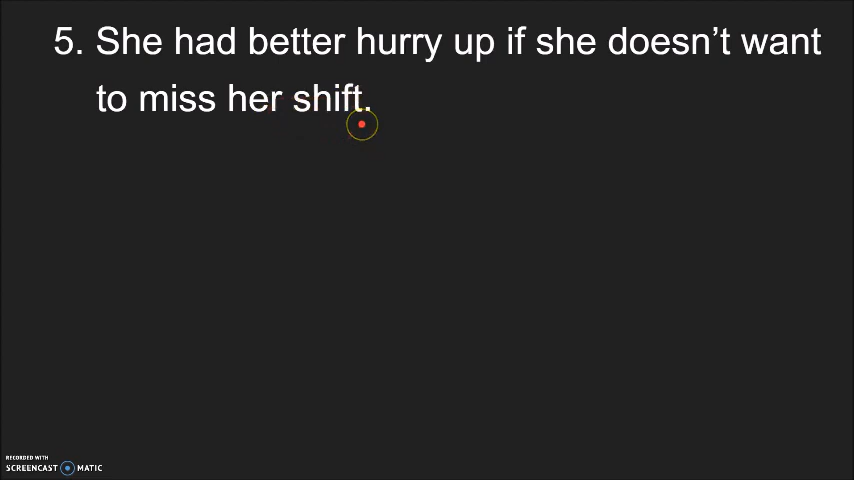 5. She had better hurry up if she doesn’t want
to miss her shift.
RECORDED WITH
SCREENCAST MATIC